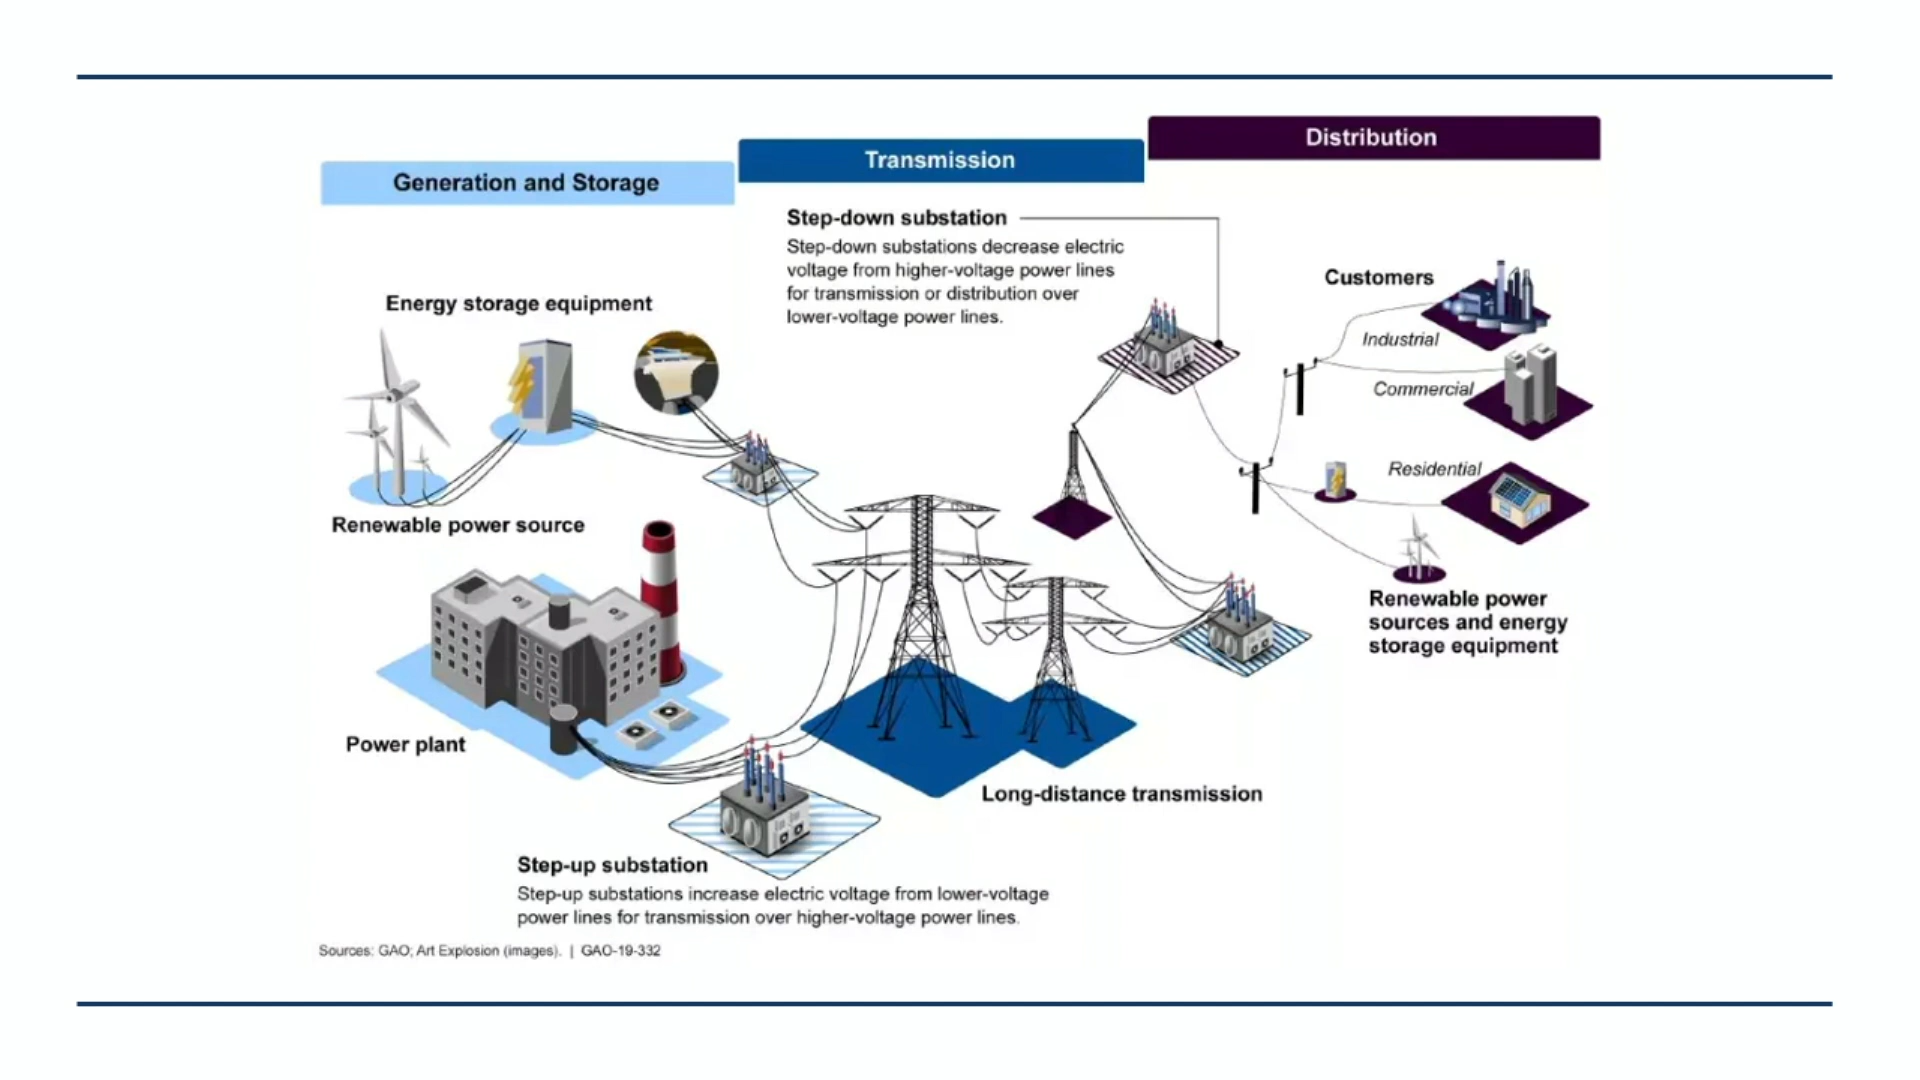 Generation and Storage
Transmission
Distribution
Step-down substation
Step-down substations decrease electric
voltage from higher-voltage power lines
for transmission or distribution over
lower-voltage power lines.
Energy storage equipment
Renewable power source
Power plant
Step-up substation
Step-up substations increase electric voltage from lower-voltage
power lines for transmission over higher-voltage power lines.
Long-distance transmission
Customers
Industrial
Commercial
Residential
Renewable power
sources and energy
storage equipment
Sources: GAO; Art Explosion (images). | GAO-19-332